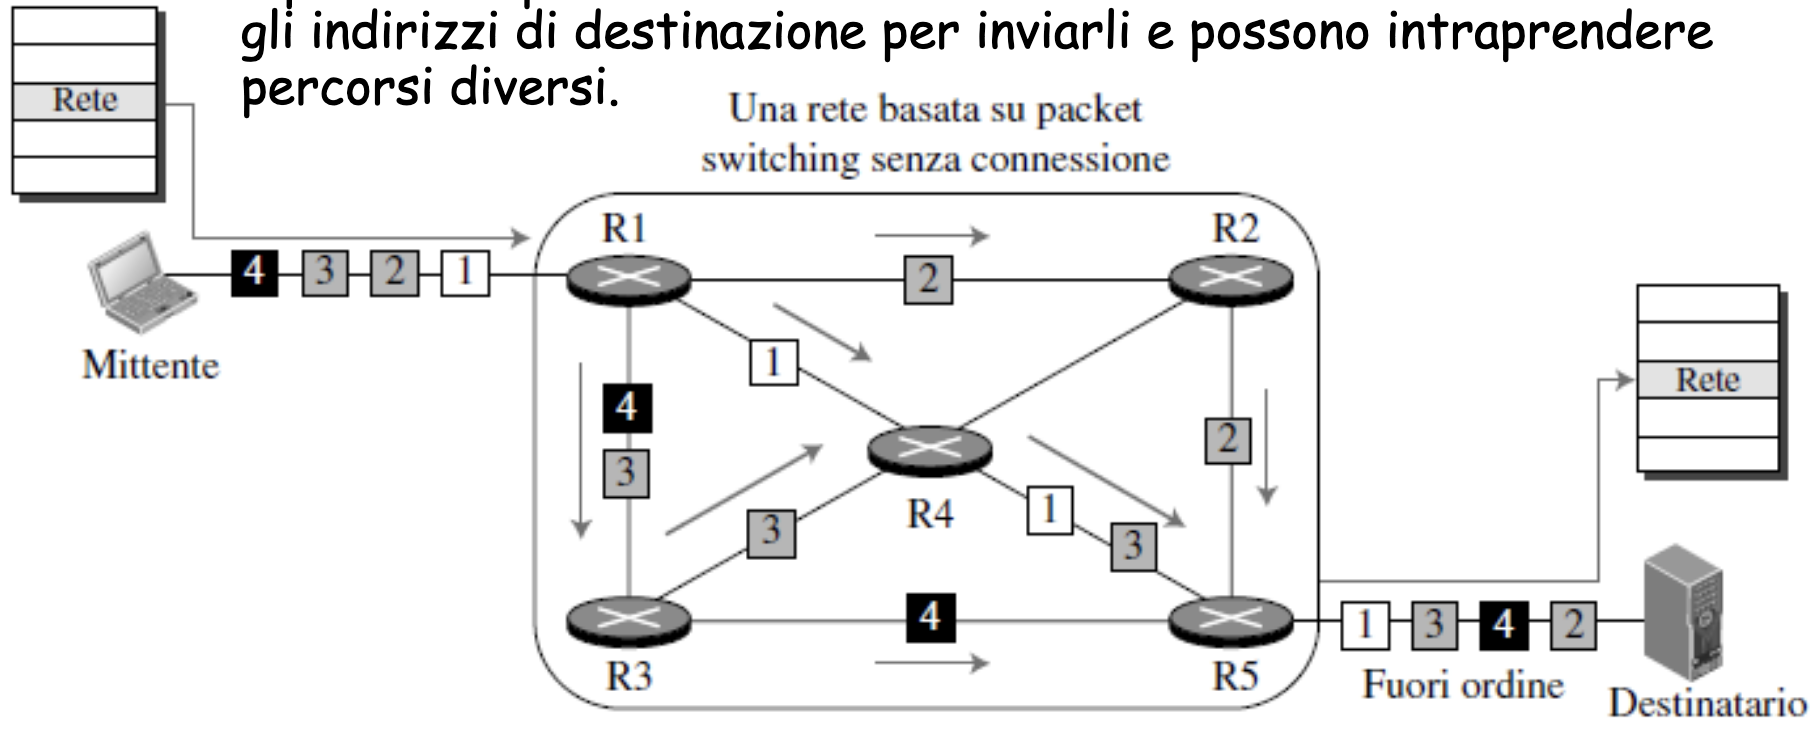 gli indirizzi di destinazione per inviarli e possono intraprendere
percorsi diversi.
Rete
Una rete basata su packet
switching senza connessione
R1
R2
4 3 2 1
2
Mittente
1
4
3
2
Rete
R4
3
1
3
4
1 3 4 2
R3
R5
Fuori ordine
Destinatario